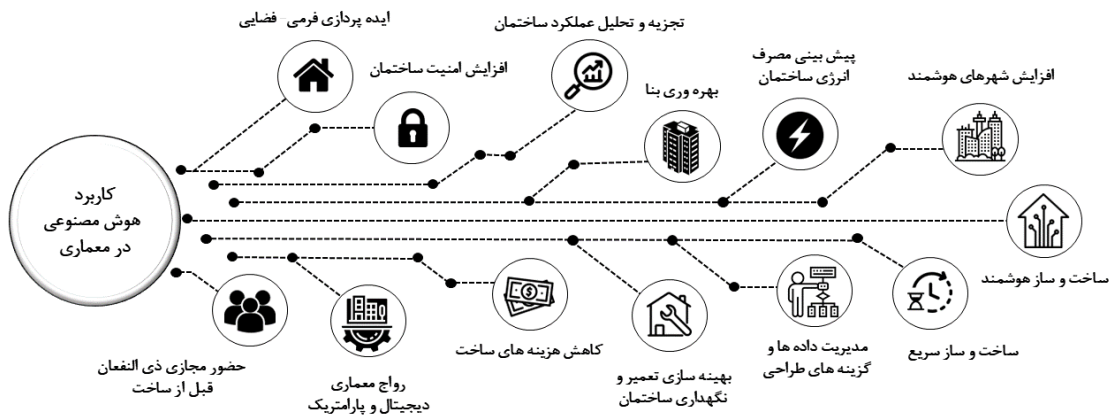 ایده پردازی فرمی- فضایی
افزایش امنیت ساختمان
تجزیه و تحلیل عملکرد ساختمان
بهره وری بنا
پیش بینی مصرف
انرژی ساختمان
افزایش شهرهای هوشمند
کاربرد
هوش مصنوعی
در معماری
ساخت و ساز هوشمند
حضور مجازی ذی النفعان
قبل از ساخت
رواج معماری
دیجیتال و پارامتریک
کاهش هزینه های ساخت
بهینه سازی تعمیر و
نگهداری ساختمان
مدیریت داده ها و
گزینه های طراحی
ساخت و ساز سریع